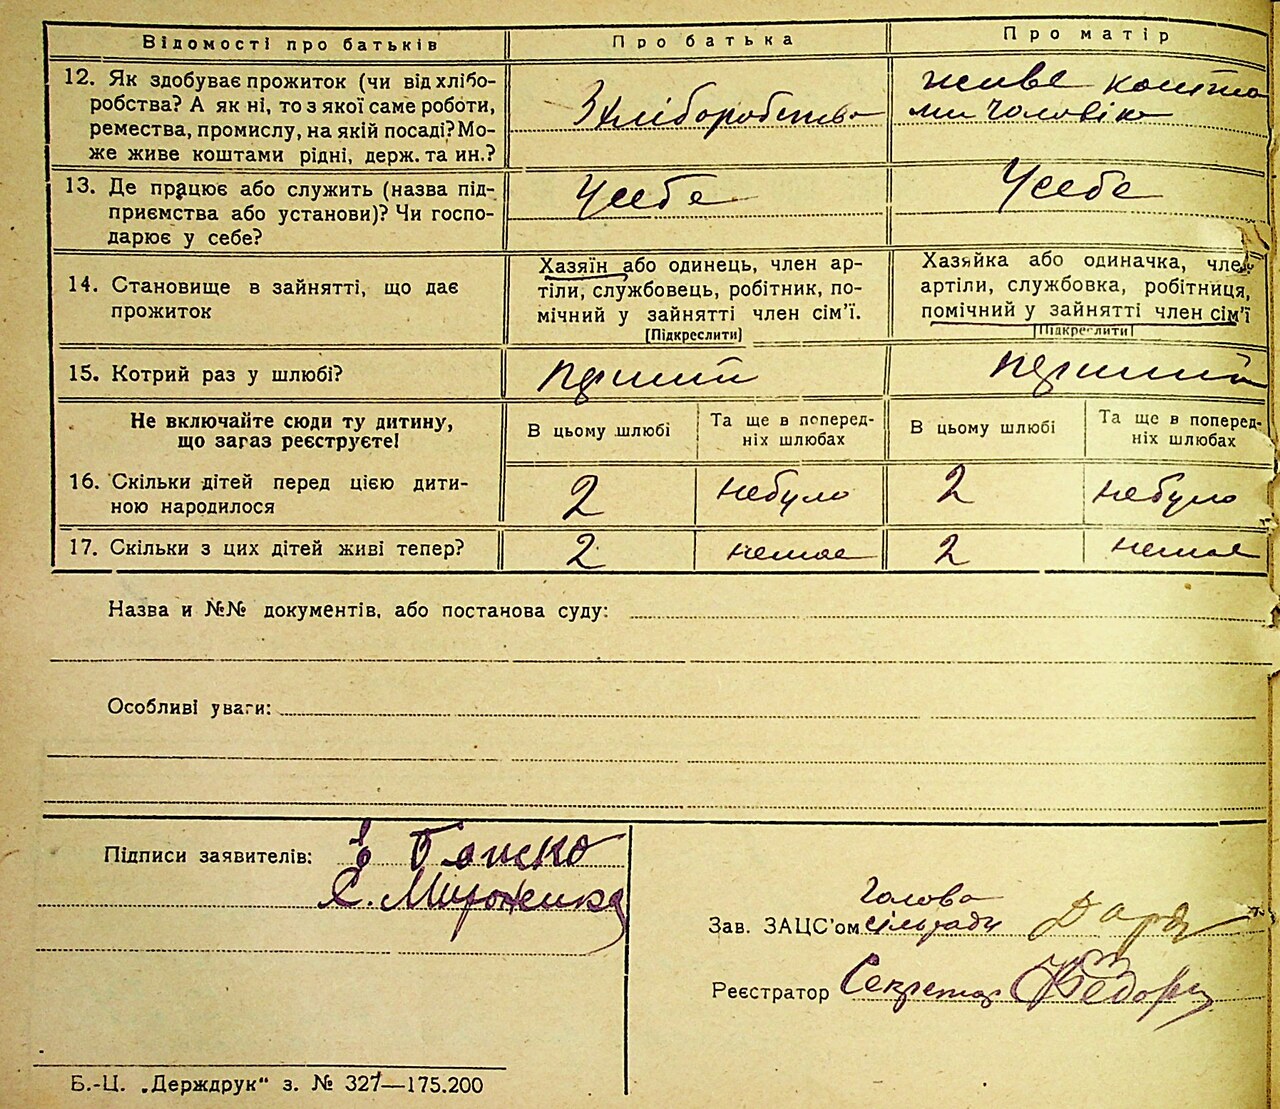 Відомості про батьків
Про батька
Про матір
12. Як здобуває прожиток (чи від хлібо-
робства? А як ні, то з якої саме роботи,
ремества, промислу, на якій посаді? Мо-
же живе коштами рідні, держ. та ин.?
З хліборобства
живе кошта
ми чоловіка
13. Де працює або служить (назва під-
приємства або установи)? Чи госпо-
дарює у себе?
Усебе
Усебе
14. Становище в зайнятті, що дає
прожиток
Хазяїн або одинець, член ар-
тіли, службовець, робітник, по-
мічний у зайнятті член сім’ї.
[Підкреслити]
Хазяйка або одиначка, член
артіли, службовка, робітниця,
помічний у зайнятті член сім’ї
[Підкреслити]
15. Котрий раз у шлюбі?
перший
перший
Не включайте сюди ту дитину,
що загаз реєструєте!
В цьому шлюбі
Та ще в поперед-
ніх шлюбах
В цьому шлюбі
Та ще в поперед-
ніх шлюбах
16. Скільки дітей перед цією дити-
ною народилося
2
небуло
2
небуло
17. Скільки з цих дітей живі тепер?
2
немає
2
немає
Назва и №№ документів, або постанова суду:
Особливі уваги:
Підписи заявителів:
Божко
Є. Мироненко
Зав. ЗАЦС’ом
Голова
сільради
Реєстратор Секретар
Б.-Ц. „Держдрук“ з. № 327—175.200